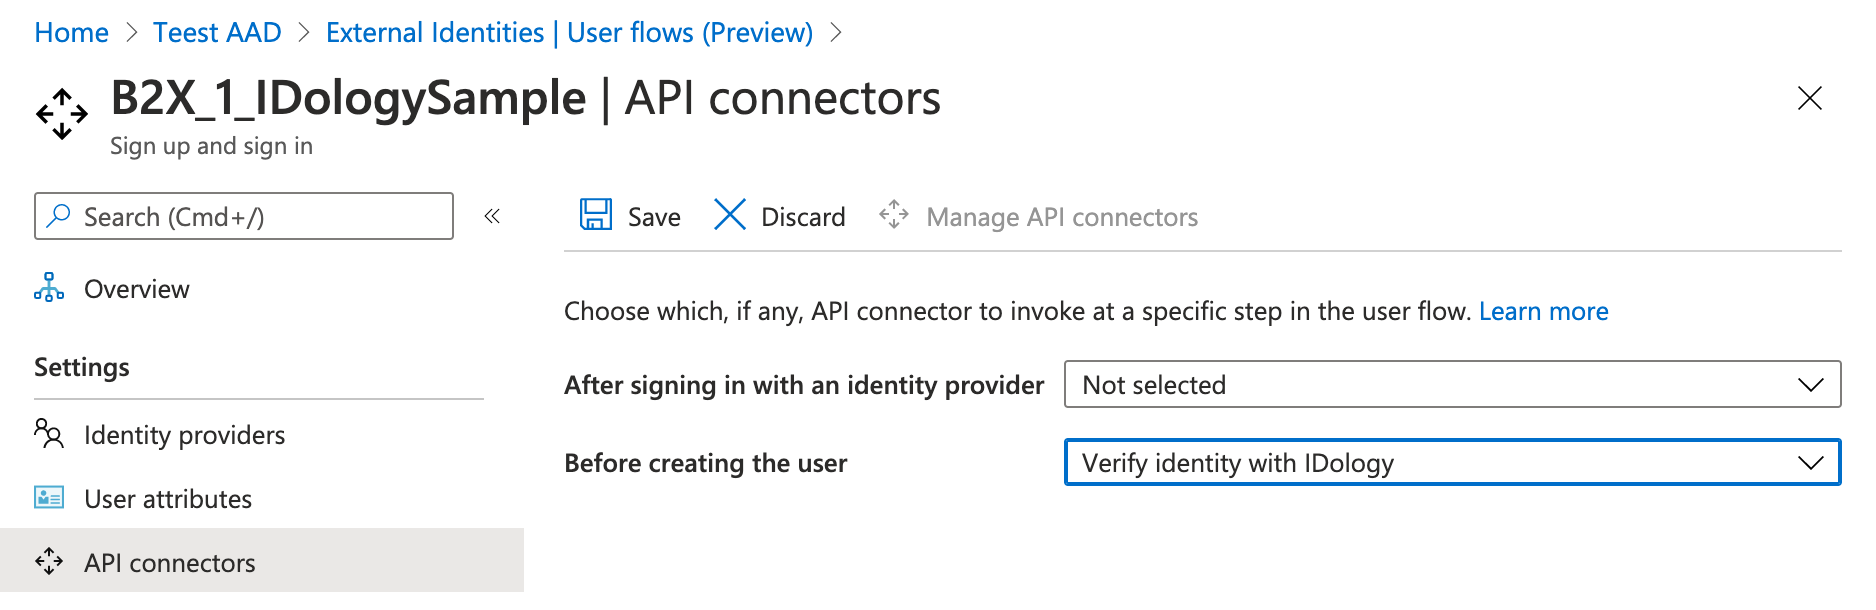 Home > Teest AAD > External Identities | User flows (Preview) >
B2X_1_IDologySample | API connectors
Sign up and sign in
Search (Cmd+/)
«
Save Discard Manage API connectors
Overview
Choose which, if any, API connector to invoke at a specific step in the user flow. Learn more
Settings
After signing in with an identity provider Not selected
Identity providers
Before creating the user Verify identity with IDology
User attributes
API connectors